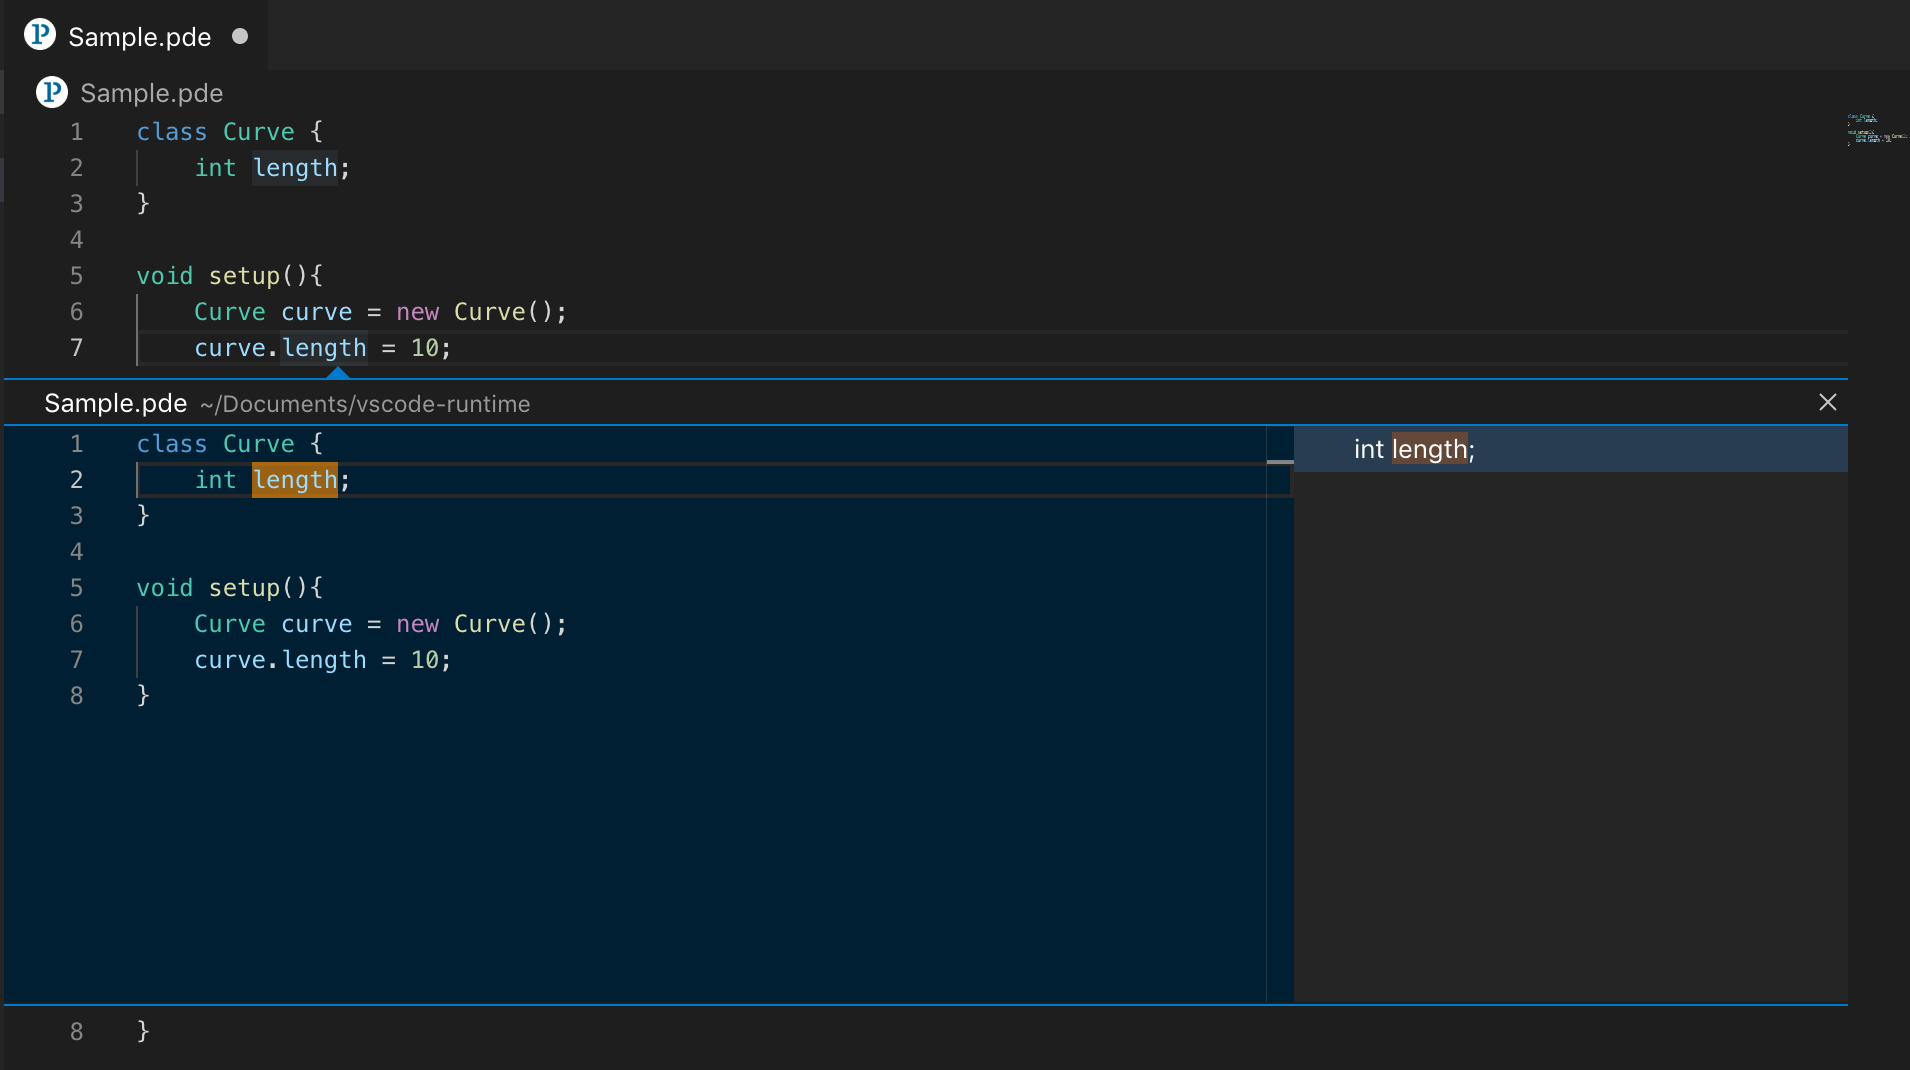 Sample.pde
Sample.pde
1 class Curve {
2     int length;
3 }
4
5 void setup(){
6     Curve curve = new Curve();
7     curve.length = 10;
Sample.pde ~/Documents/vscode-runtime
1 class Curve {
2     int length;
3 }
4
5 void setup(){
6     Curve curve = new Curve();
7     curve.length = 10;
8 }
int length;
8 }